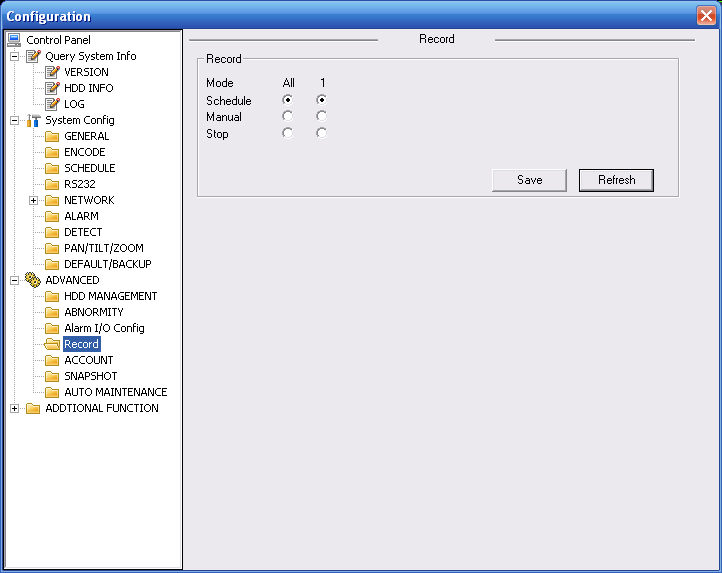 Configuration
Control Panel
Query System Info
VERSION
HDD INFO
LOG
System Config
GENERAL
ENCODE
SCHEDULE
RS232
NETWORK
ALARM
DETECT
PAN/TILT/ZOOM
DEFAULT/BACKUP
ADVANCED
HDD MANAGEMENT
ABNORMITY
Alarm I/O Config
Record
ACCOUNT
SNAPSHOT
AUTO MAINTENANCE
ADDTIONAL FUNCTION
Record
Record
Mode All 1
Schedule
Manual
Stop
Save Refresh